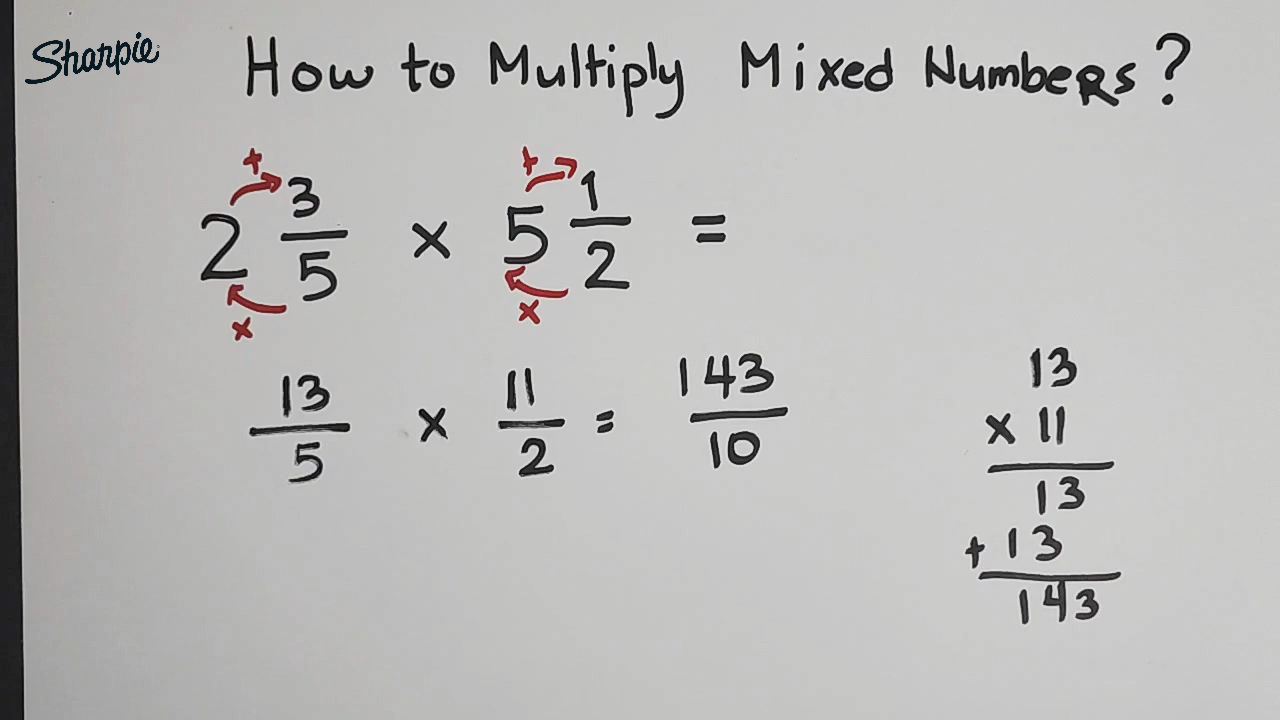 Sharpie
How to Multiply Mixed Numbers?
+ +
2 3/5 × 5 1/2 =
x x
13/5 × 11/2 = 143/10
13
× 11
13
+ 13
143